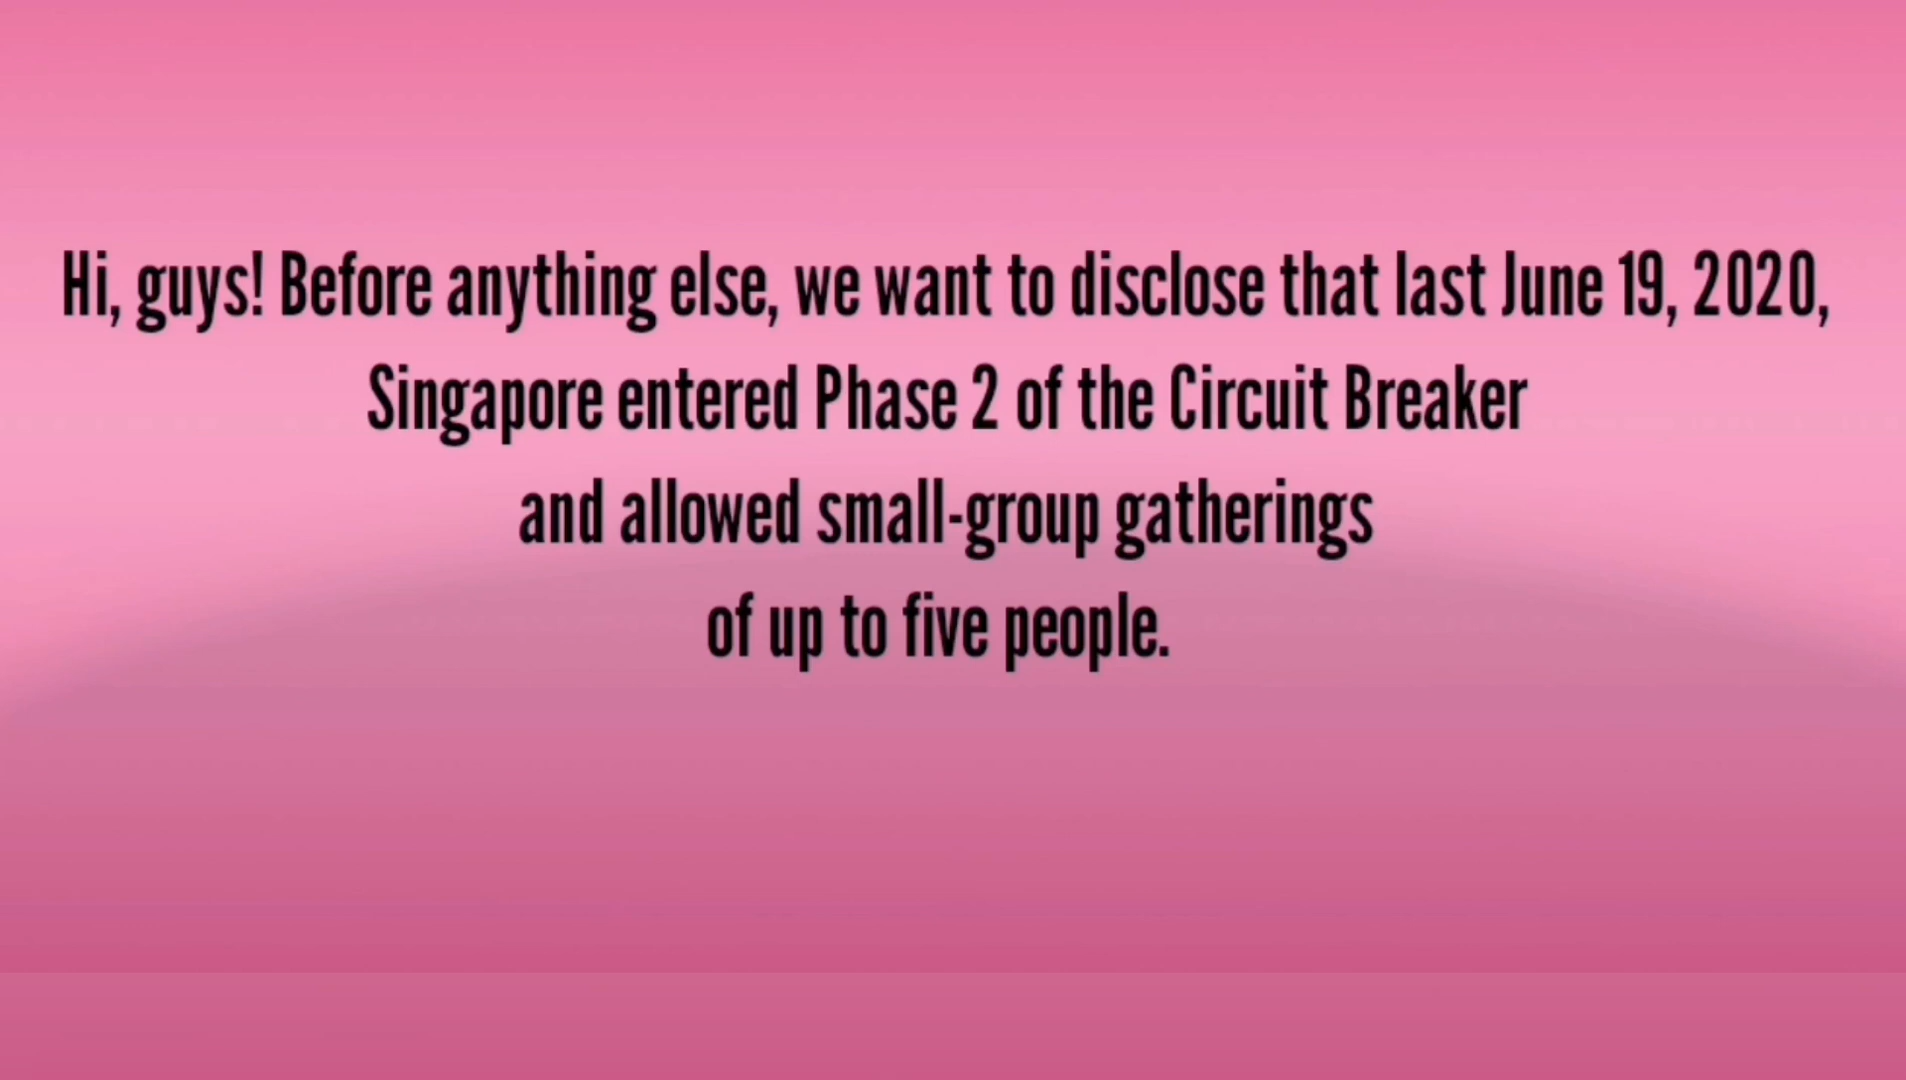 Hi, guys! Before anything else, we want to disclose that last June 19, 2020,
Singapore entered Phase 2 of the Circuit Breaker
and allowed small-group gatherings
of up to five people.